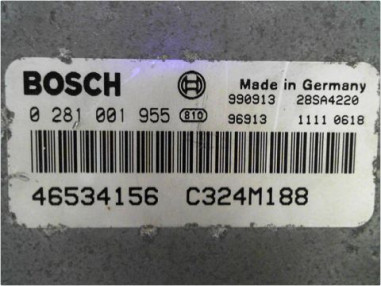 BOSCH Made in Germany
990913 28SA4220
0 281 001 955 810 96913 1111 0618
46534156 C324M188